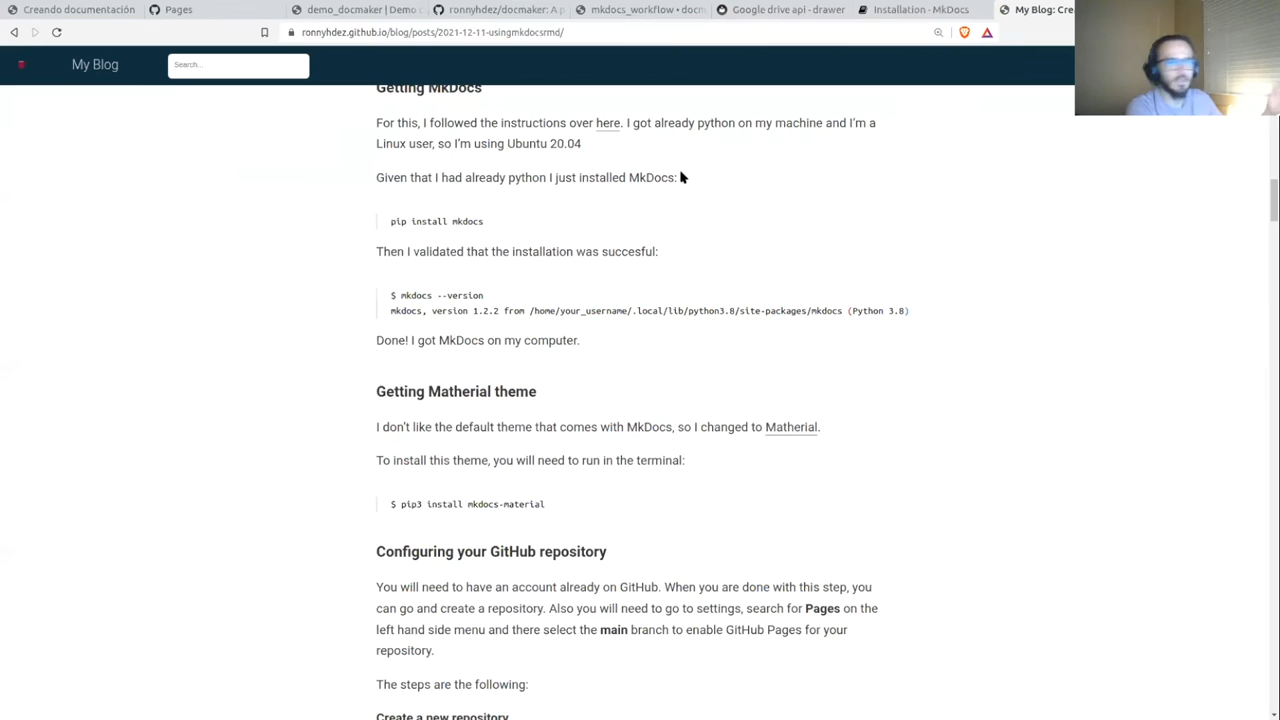 Creando documentación
Pages
demo_docmaker | Demo c
ronnyhdez/docmaker: A p
mkdocs_workflow • docm
Google drive api - drawer
Installation - MkDocs
My Blog: Cre
ronnyhdez.github.io/blog/posts/2021-12-11-usingmkdocsrmd/
My Blog
Search...
Getting MkDocs
For this, I followed the instructions over here. I got already python on my machine and I'm a
Linux user, so I'm using Ubuntu 20.04
Given that I had already python I just installed MkDocs:
pip install mkdocs
Then I validated that the installation was succesful:
$ mkdocs --version
mkdocs, version 1.2.2 from /home/your_username/.local/lib/python3.8/site-packages/mkdocs (Python 3.8)
Done! I got MkDocs on my computer.
Getting Matherial theme
I don't like the default theme that comes with MkDocs, so I changed to Matherial.
To install this theme, you will need to run in the terminal:
$ pip3 install mkdocs-material
Configuring your GitHub repository
You will need to have an account already on GitHub. When you are done with this step, you
can go and create a repository. Also you will need to go to settings, search for Pages on the
left hand side menu and there select the main branch to enable GitHub Pages for your
repository.
The steps are the following:
Create a new repository